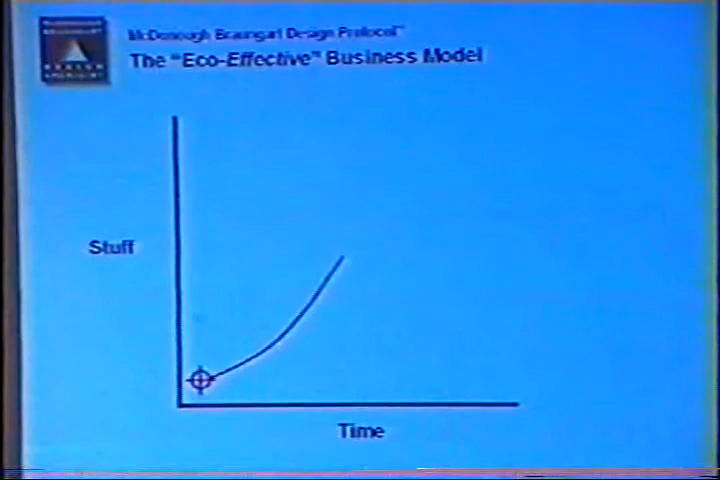 McDonough Braungart Design Protocol™
The "Eco-Effective" Business Model
Stuff
Time